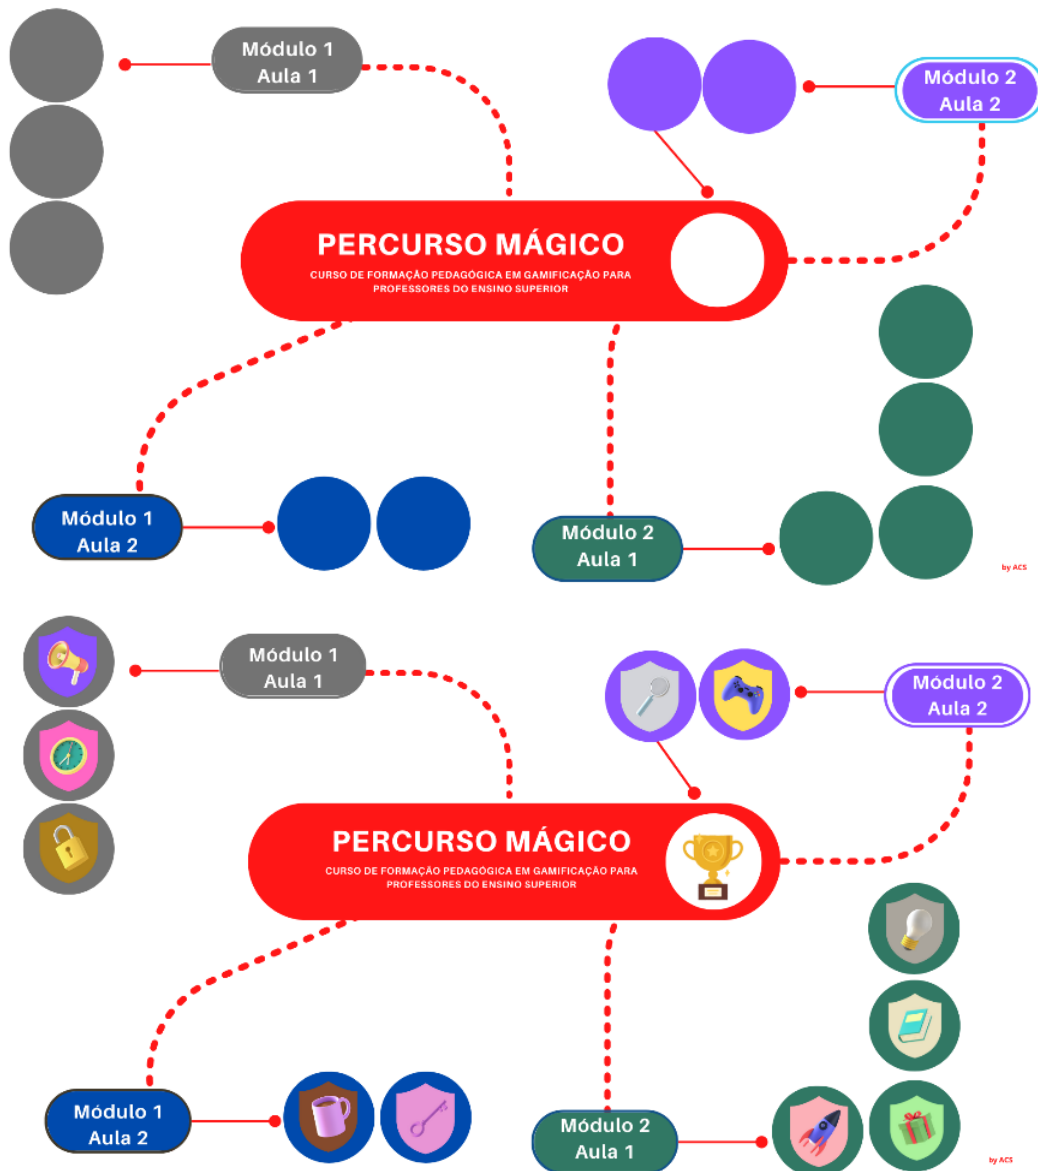 Módulo 1
Aula 1
Módulo 2
Aula 2
PERCURSO MÁGICO
CURSO DE FORMAÇÃO PEDAGÓGICA EM GAMIFICAÇÃO PARA
PROFESSORES DO ENSINO SUPERIOR
Módulo 1
Aula 2
Módulo 2
Aula 1
by ACS
Módulo 1
Aula 1
Módulo 2
Aula 2
PERCURSO MÁGICO
CURSO DE FORMAÇÃO PEDAGÓGICA EM GAMIFICAÇÃO PARA
PROFESSORES DO ENSINO SUPERIOR
Módulo 1
Aula 2
Módulo 2
Aula 1
by ACS